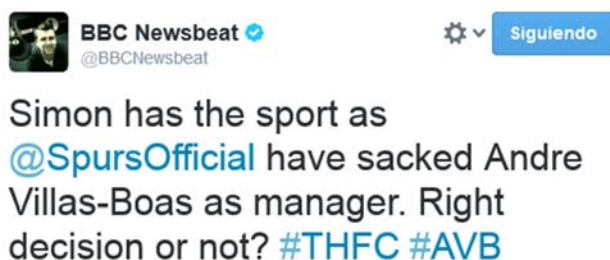 BBC Newsbeat
@BBCNewsbeat
Siguiendo
Simon has the sport as
@SpursOfficial have sacked Andre
Villas-Boas as manager. Right
decision or not? #THFC #AVB